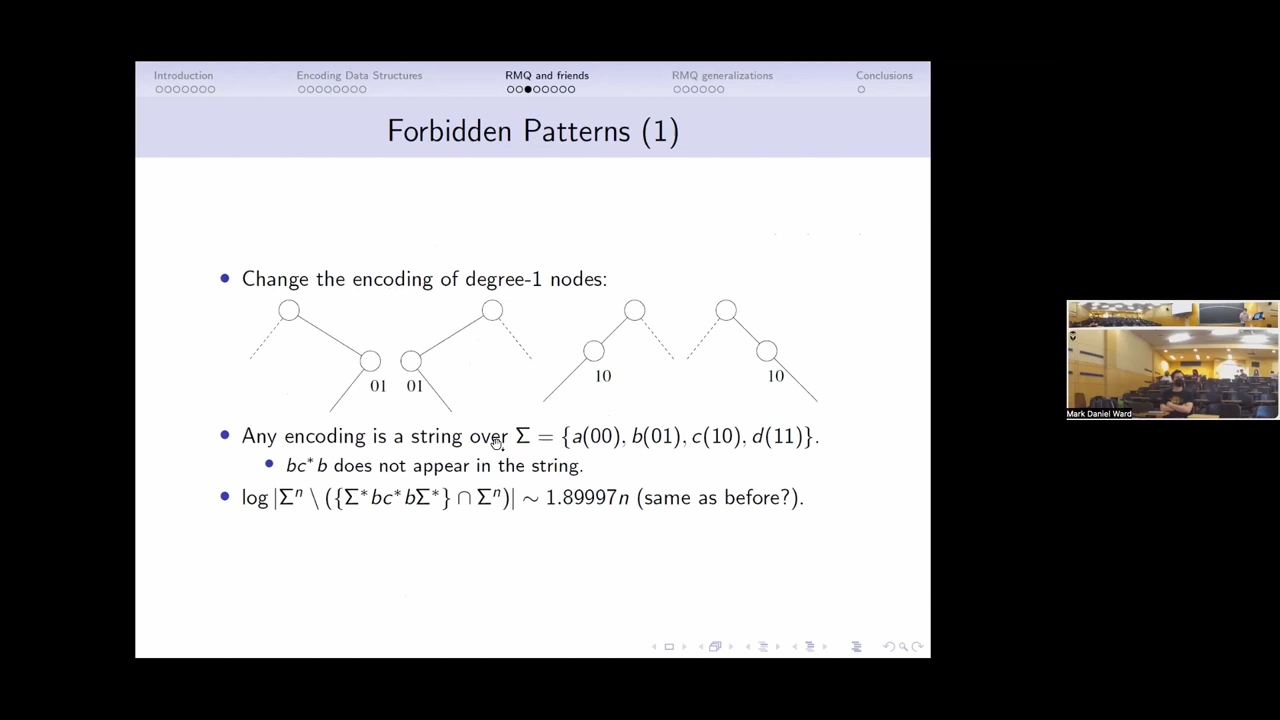 Introduction Encoding Data Structures RMQ and friends RMQ generalizations Conclusions
Forbidden Patterns (1)
• Change the encoding of degree-1 nodes:
01 01 10 10
• Any encoding is a string over Σ = {a(00), b(01), c(10), d(11)}.
• bc*b does not appear in the string.
• log |Σⁿ \ ({Σ*bc*bΣ*} ∩ Σⁿ)| ∼ 1.89997n (same as before?).
Mark Daniel Ward